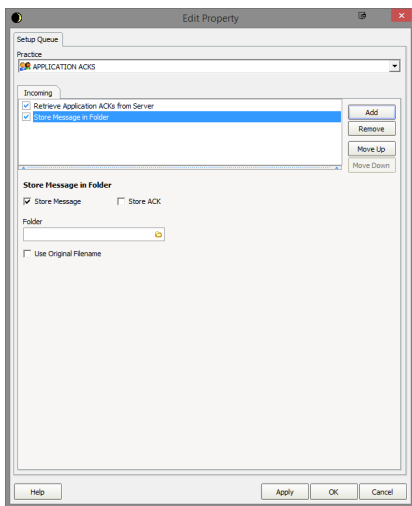 Edit Property
Setup Queue
Practice
APPLICATION ACKS
Incoming
Retrieve Application ACKs from Server
Store Message in Folder
Add
Remove
Move Up
Move Down
Store Message in Folder
Store Message Store ACK
Folder
Use Original Filename
Help Apply OK Cancel